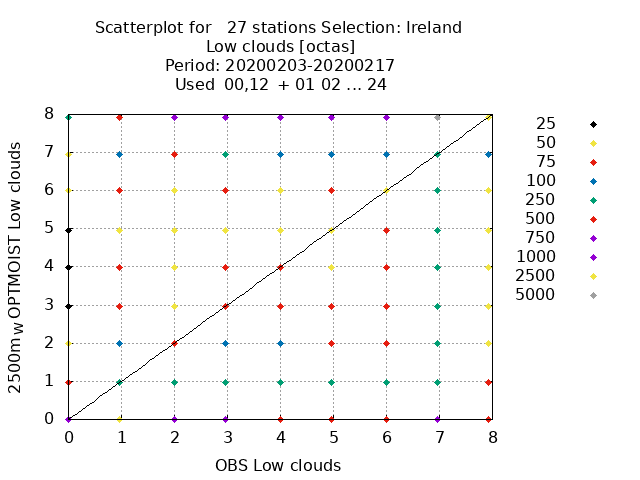 Scatterplot for   27 stations Selection: Ireland
Low clouds [octas]
Period: 20200203-20200217
Used  00,12  + 01 02 ... 24
8
7
6
5
4
3
2
1
0
2500m_w OPTMOIST Low clouds
0 1 2 3 4 5 6 7 8
OBS Low clouds
25
50
75
100
250
500
750
1000
2500
5000